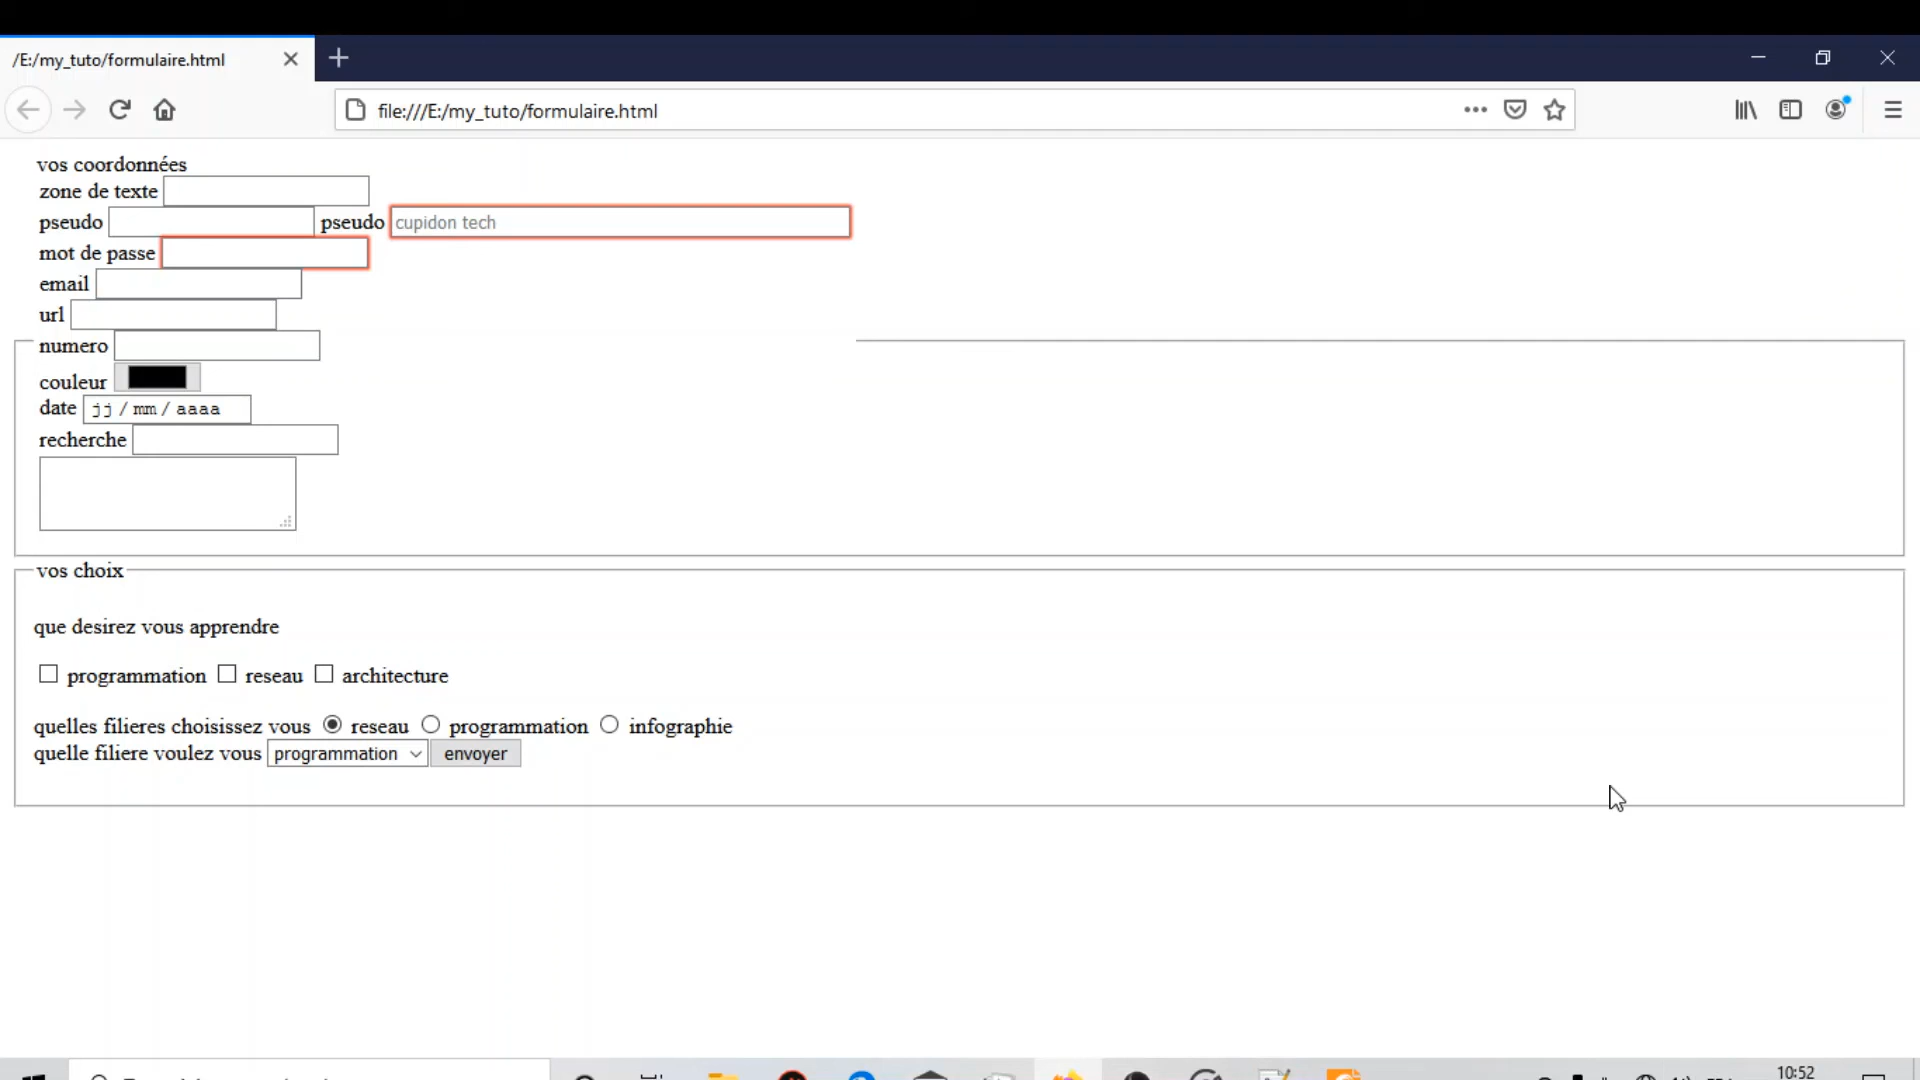 /E:/my_tuto/formulaire.html
file:///E:/my_tuto/formulaire.html
vos coordonnées
zone de texte
pseudo pseudo cupidon tech
mot de passe
email
url
numero
couleur
date jj / mm / aaaa
recherche
vos choix
que desirez vous apprendre
programmation reseau architecture
quelles filieres choisissez vous reseau programmation infographie
quelle filiere voulez vous programmation envoyer
10:52